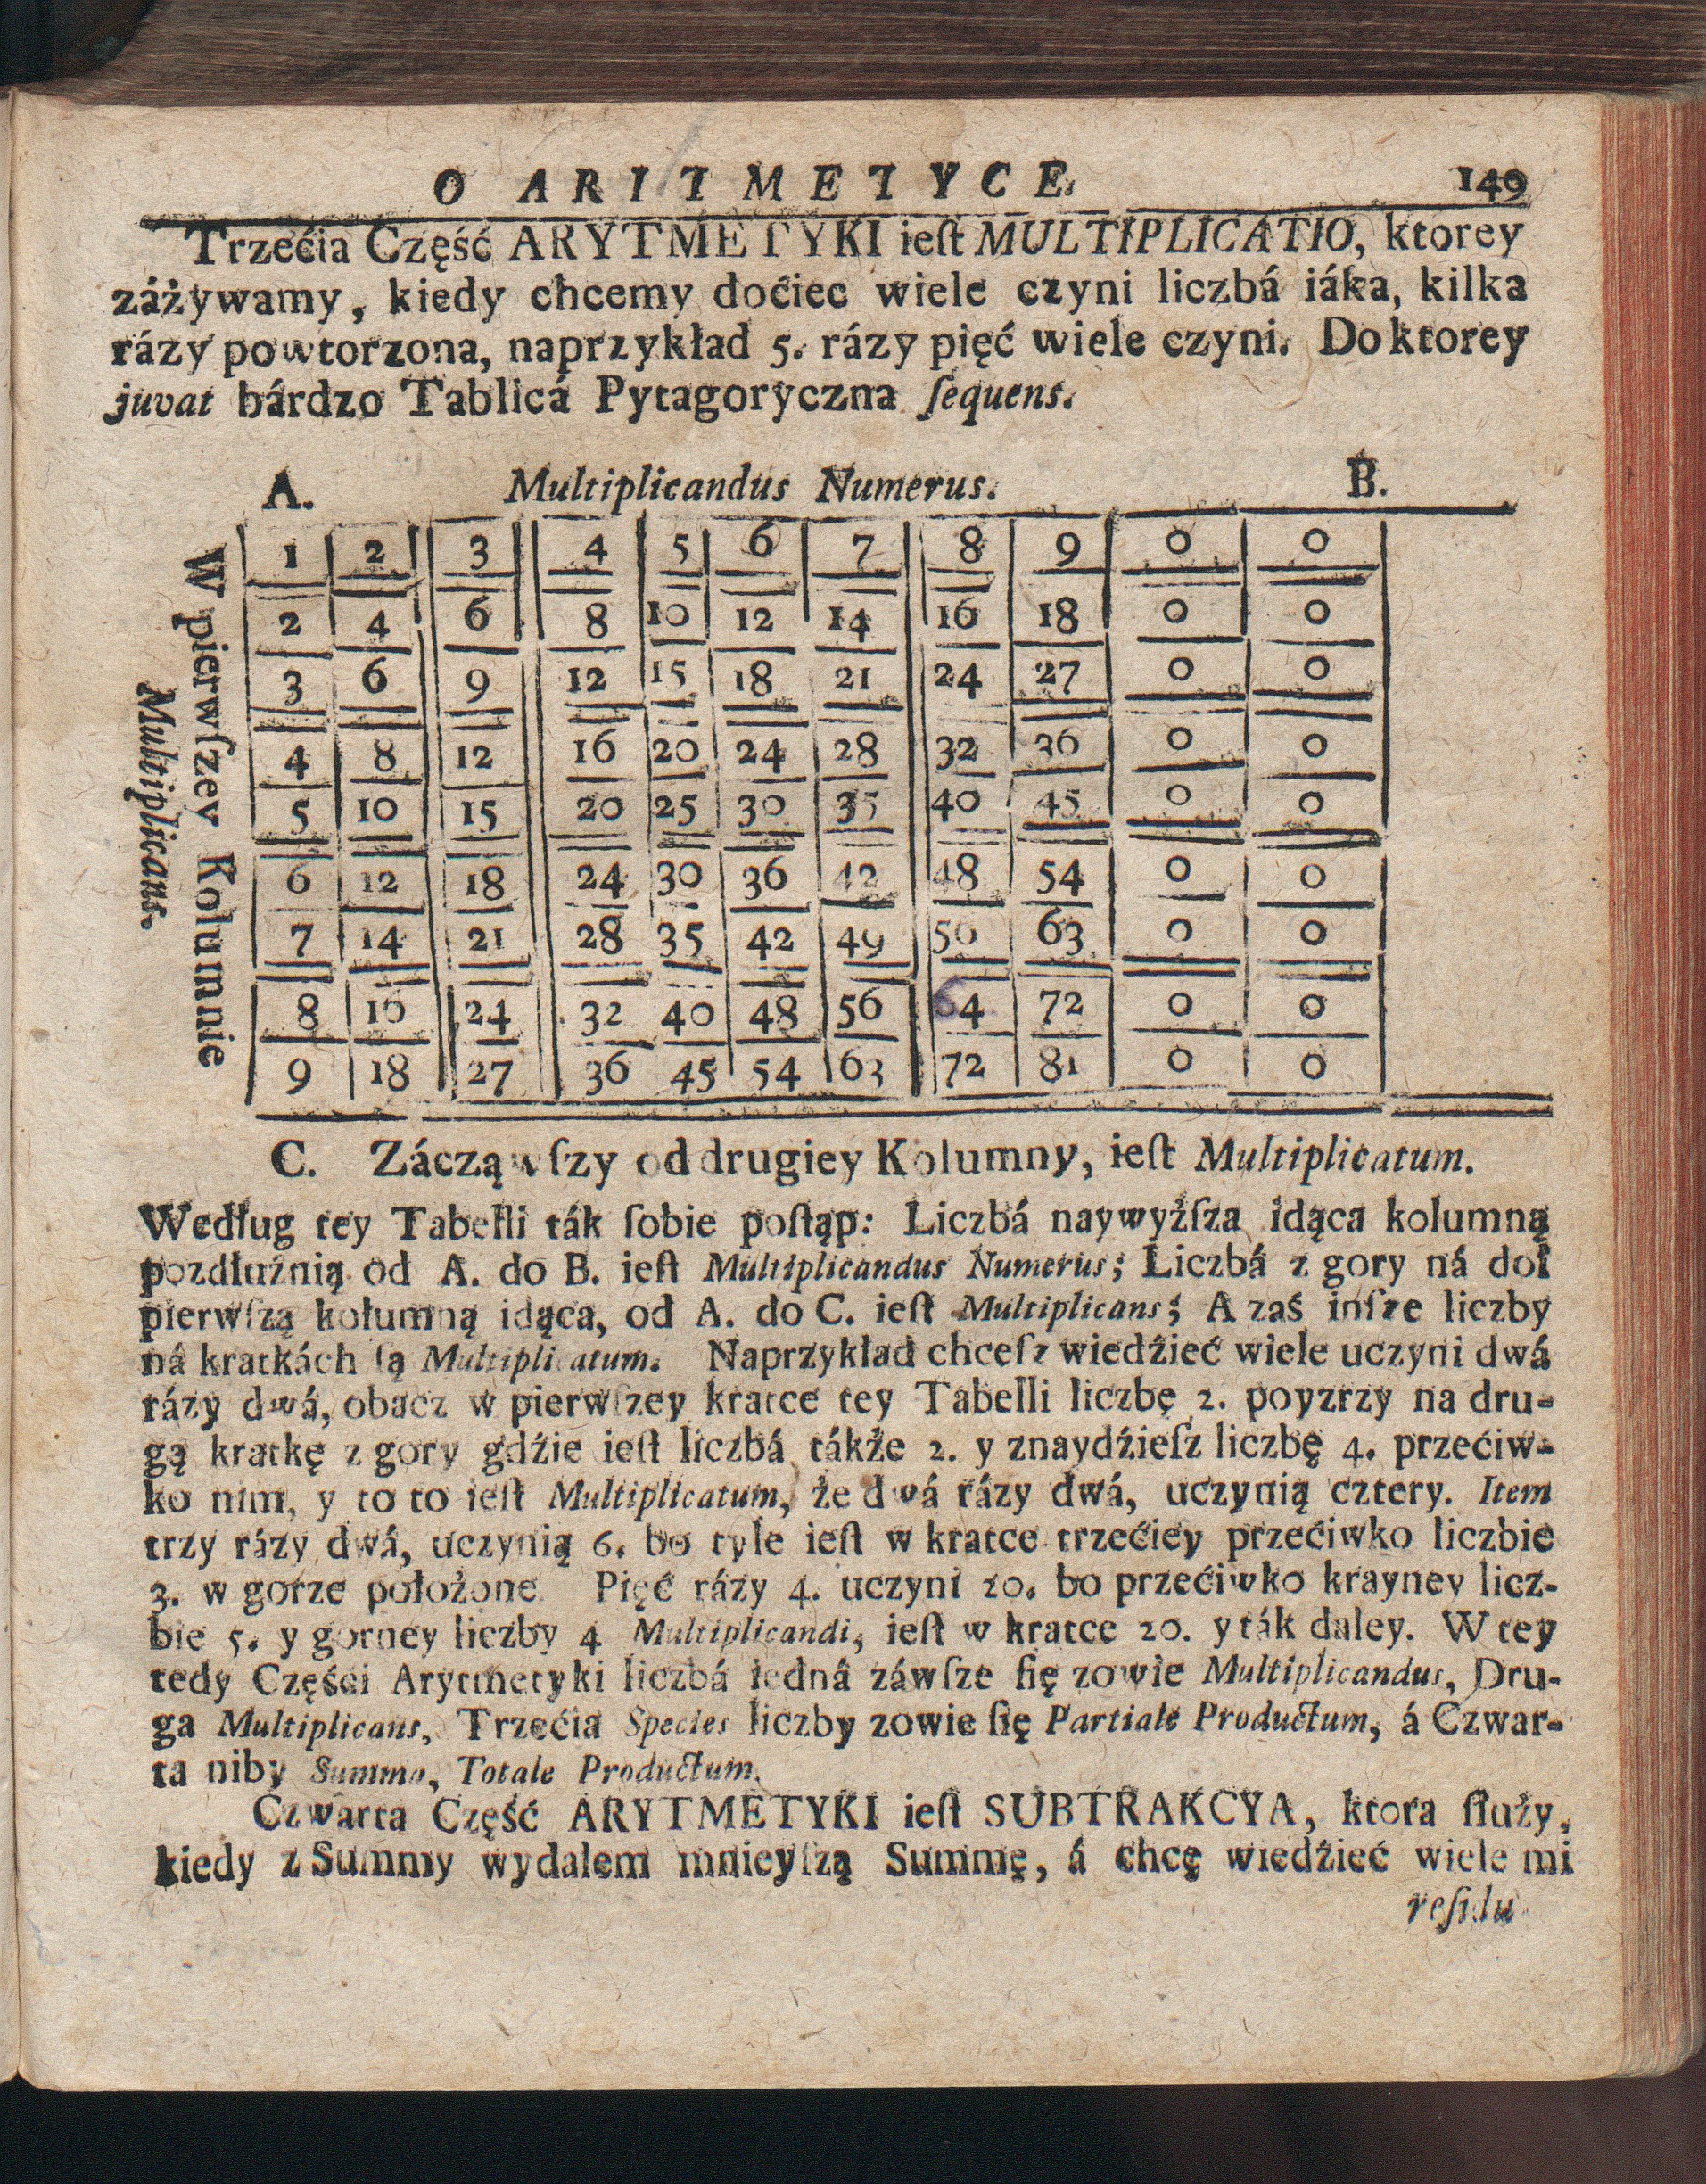 O ARITMETYCE. 149
Trzećia Część ARYTMETYKI ieſt MULTIPLICATIO, ktorey
záżywamy, kiedy chcemy doćiec wiele czyni liczbá iáka, kilka
rázy powtorzona, naprzykład 5. rázy pięć wiele czyni. Do ktorey
juvat bárdzo Tablicá Pytagoryczna ſequens.
A. Multiplicandus Numerus. B.
W pierwſzey Kolumnie
Multiplicans.
1 2 3 4 5 6 7 8 9 0 0
2 4 6 8 10 12 14 16 18 0 0
3 6 9 12 15 18 21 24 27 0 0
4 8 12 16 20 24 28 32 36 0 0
5 10 15 20 25 30 35 40 45 0 0
6 12 18 24 30 36 42 48 54 0 0
7 14 21 28 35 42 49 56 63 0 0
8 16 24 32 40 48 56 64 72 0 0
9 18 27 36 45 54 63 72 81 0 0
C. Zácząwſzy od drugiey Kolumny, ieſt Multiplicatum.
Według tey Tabelli ták ſobie poſtąp: Liczbá naywyźſza idąca kolumną
pozdłuźnią od A. do B. ieſt Multiplicandus Numerus; Liczbá z gory ná doł
pierwſzą kolumną idąca, od A. do C. ieſt Multiplicans; A zaś inſze liczby
ná kratkách ſą Multiplicatum. Naprzykład chceſz wiedźieć wiele uczyni dwá
rázy dwá, obacz w pierwſzey kratce tey Tabelli liczbę 2. poyzrzy na dru-
gą kratkę z gory gdźie ieſt liczbá tákże 2. y znaydźieſz liczbę 4. przećiw-
ko nim, y to to ieſt Multiplicatum, że dwá rázy dwá, uczynią cztery. Item
trzy rázy dwá, uczynią 6. bo tyle ieſt w kratce trzećiey przećiwko liczbie
3. w gorze położone Pięć rázy 4. uczyni 20. bo przećiwko krayney licz-
bie 5. y gorney liczby 4 Multiplicandi, ieſt w kratce 20. y ták daley. W tey
tedy Częśći Arytmetyki liczbá iedná záwſze ſię zowie Multiplicandus, Dru-
ga Multiplicans, Trzećia Species liczby zowie ſię Partiale Productum, á Czwar-
ta niby Summa, Totale Productum.
Czwarta Część ARYTMETYKI ieſt SUBTRAKCYA, ktora ſłuży,
kiedy z Summy wydałem mnieyſzą Summę, á chcę wiedźieć wiele mi
reſidu